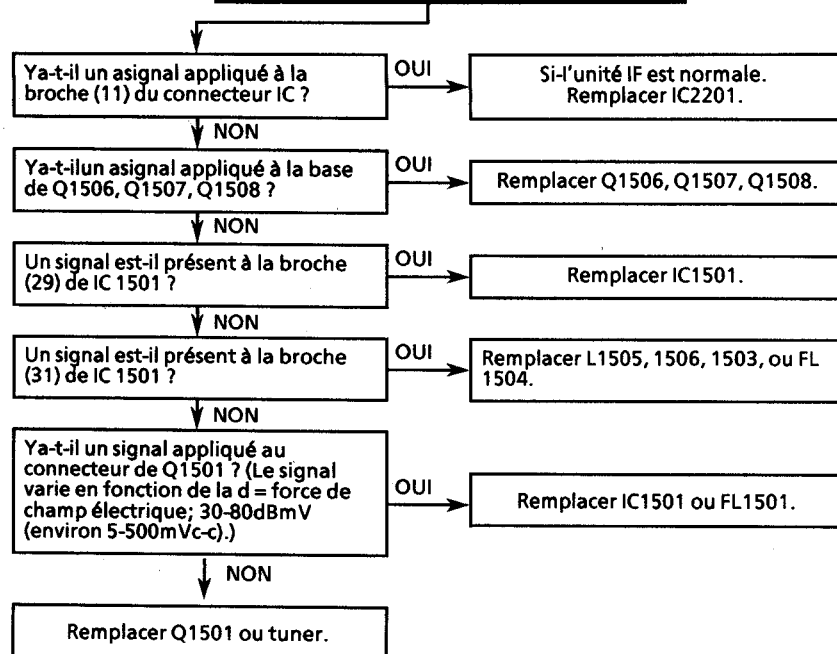 Ya-t-il un asignal appliqué à la
broche (11) du connecteur IC ?
OUI
Si-l'unité IF est normale.
Remplacer IC2201.
NON
Ya-t-ilun asignal appliqué à la base
de Q1506, Q1507, Q1508 ?
OUI
Remplacer Q1506, Q1507, Q1508.
NON
Un signal est-il présent à la broche
(29) de IC 1501 ?
OUI
Remplacer IC1501.
NON
Un signal est-il présent à la broche
(31) de IC 1501 ?
OUI
Remplacer L1505, 1506, 1503, ou FL
1504.
NON
Ya-t-il un signal appliqué au
connecteur de Q1501 ? (Le signal
varie en fonction de la d = force de
champ électrique; 30-80dBmV
(environ 5-500mVc-c).)
OUI
Remplacer IC1501 ou FL1501.
NON
Remplacer Q1501 ou tuner.